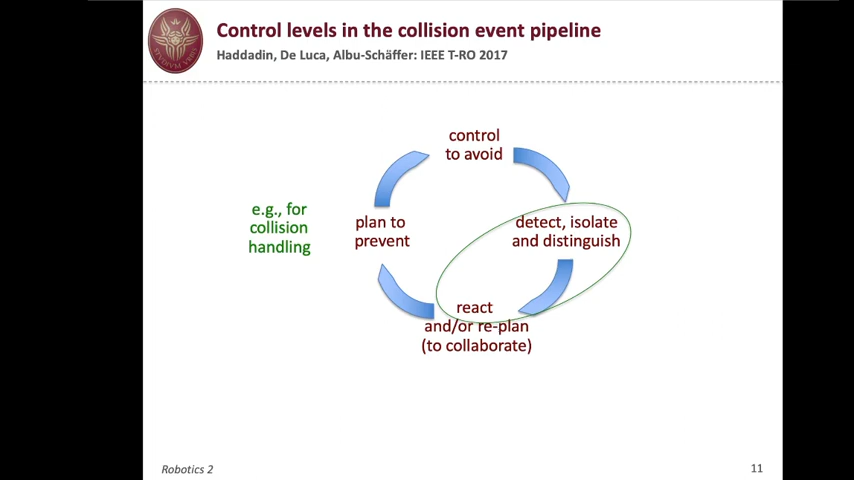 Control levels in the collision event pipeline
Haddadin, De Luca, Albu-Schäffer: IEEE T-RO 2017
control
to avoid
e.g., for
collision
handling
plan to
prevent
detect, isolate
and distinguish
react
and/or re-plan
(to collaborate)
Robotics 2
11